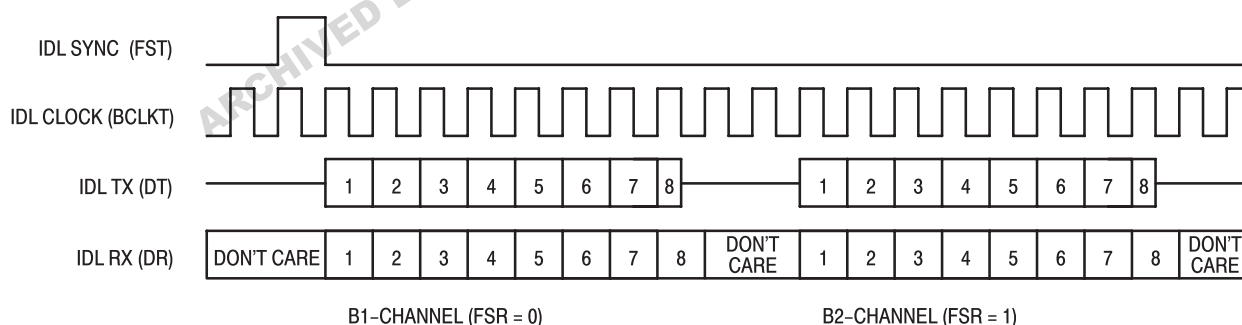 ARCHIVED
IDL SYNC (FST)
IDL CLOCK (BCLKT)
IDL TX (DT) 1 2 3 4 5 6 7 8 1 2 3 4 5 6 7 8
IDL RX (DR) DON'T CARE 1 2 3 4 5 6 7 8 DON'T CARE 1 2 3 4 5 6 7 8 DON'T CARE
B1–CHANNEL (FSR = 0) B2–CHANNEL (FSR = 1)